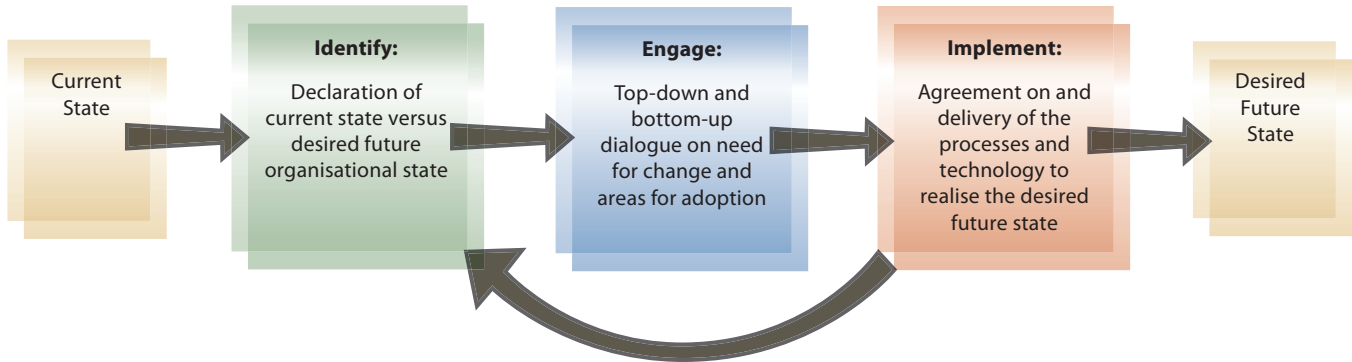 Current
State
Identify:
Declaration of
current state versus
desired future
organisational state
Engage:
Top-down and
bottom-up
dialogue on need
for change and
areas for adoption
Implement:
Agreement on and
delivery of the
processes and
technology to
realise the desired
future state
Desired
Future
State